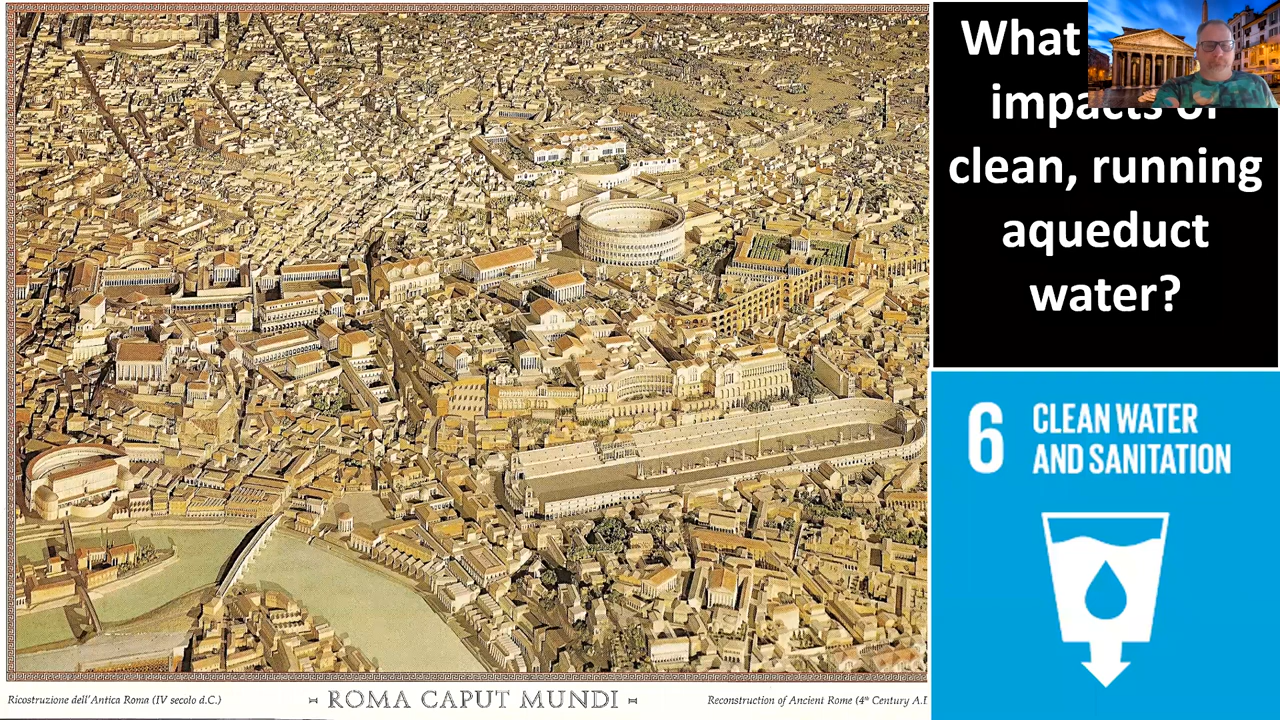 What
impacts of
clean, running
aqueduct
water?
6 CLEAN WATER
AND SANITATION
Ricostruzione dell'Antica Roma (IV secolo d.C.)
ROMA CAPUT MUNDI
Reconstruction of Ancient Rome (4th Century A.